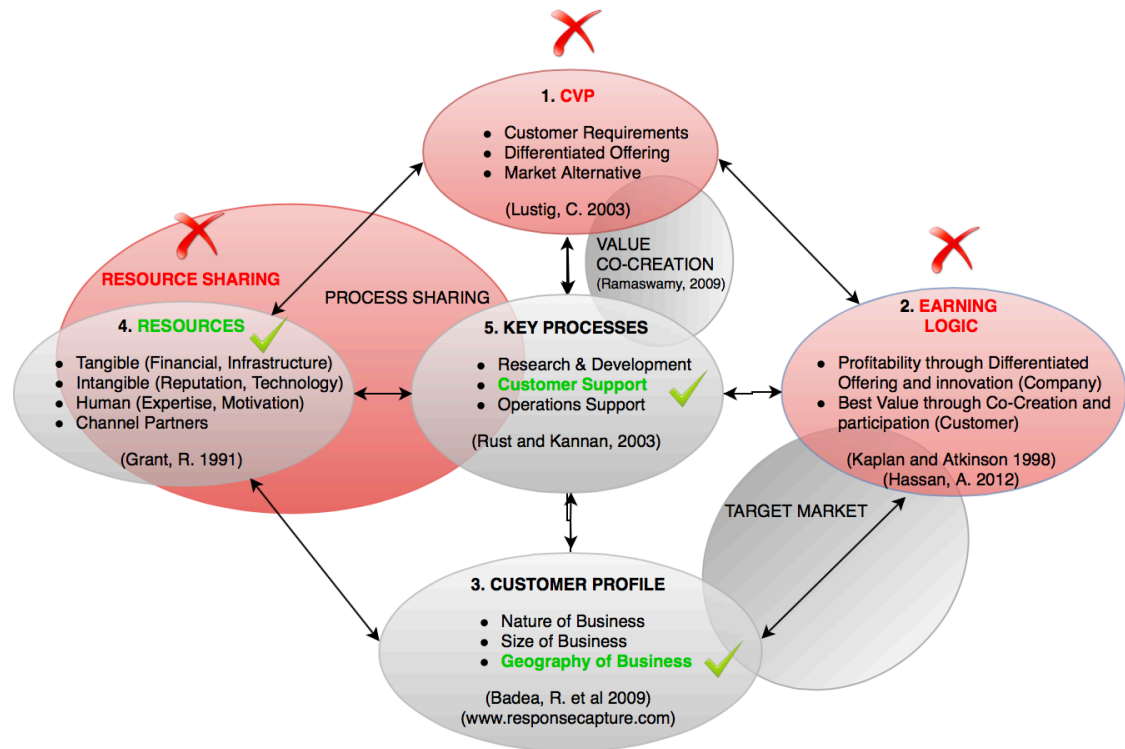 1. CVP
● Customer Requirements
● Differentiated Offering
● Market Alternative
(Lustig, C. 2003)
VALUE
CO-CREATION
(Ramaswamy, 2009)
RESOURCE SHARING
PROCESS SHARING
4. RESOURCES
● Tangible (Financial, Infrastructure)
● Intangible (Reputation, Technology)
● Human (Expertise, Motivation)
● Channel Partners
(Grant, R. 1991)
5. KEY PROCESSES
● Research & Development
● Customer Support
● Operations Support
(Rust and Kannan, 2003)
2. EARNING
LOGIC
● Profitability through Differentiated
Offering and innovation (Company)
● Best Value through Co-Creation and
participation (Customer)
(Kaplan and Atkinson 1998)
(Hassan, A. 2012)
TARGET MARKET
3. CUSTOMER PROFILE
● Nature of Business
● Size of Business
● Geography of Business
(Badea, R. et al 2009)
(www.responsecapture.com)